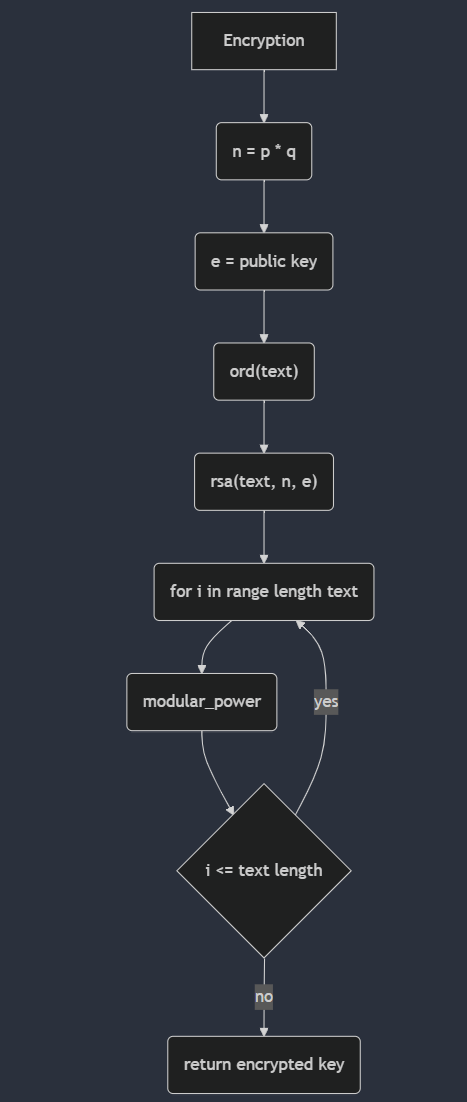 Encryption
n = p * q
e = public key
ord(text)
rsa(text, n, e)
for i in range length text
modular_power
yes
i <= text length
no
return encrypted key